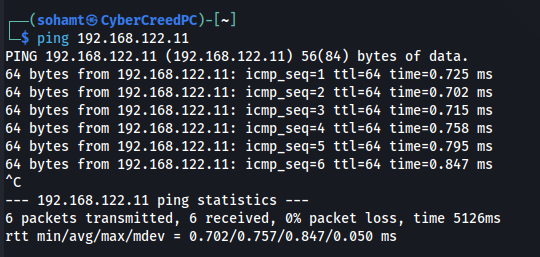 ┌──(sohamt㉿CyberCreedPC)-[~]
└─$ ping 192.168.122.11
PING 192.168.122.11 (192.168.122.11) 56(84) bytes of data.
64 bytes from 192.168.122.11: icmp_seq=1 ttl=64 time=0.725 ms
64 bytes from 192.168.122.11: icmp_seq=2 ttl=64 time=0.702 ms
64 bytes from 192.168.122.11: icmp_seq=3 ttl=64 time=0.715 ms
64 bytes from 192.168.122.11: icmp_seq=4 ttl=64 time=0.758 ms
64 bytes from 192.168.122.11: icmp_seq=5 ttl=64 time=0.795 ms
64 bytes from 192.168.122.11: icmp_seq=6 ttl=64 time=0.847 ms
^C
--- 192.168.122.11 ping statistics ---
6 packets transmitted, 6 received, 0% packet loss, time 5126ms
rtt min/avg/max/mdev = 0.702/0.757/0.847/0.050 ms